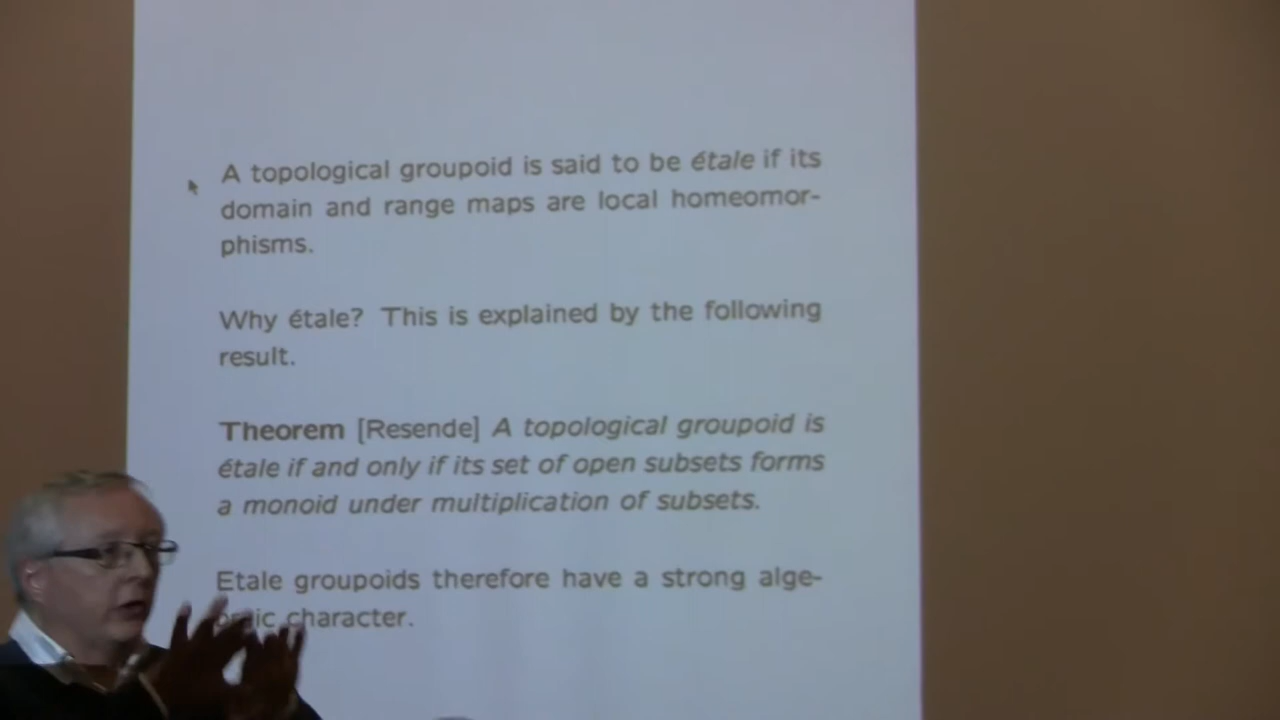 A topological groupoid is said to be étale if its
domain and range maps are local homeomor-
phisms.
Why étale? This is explained by the following
result.
Theorem [Resende] A topological groupoid is
étale if and only if its set of open subsets forms
a monoid under multiplication of subsets.
Etale groupoids therefore have a strong alge-
character.